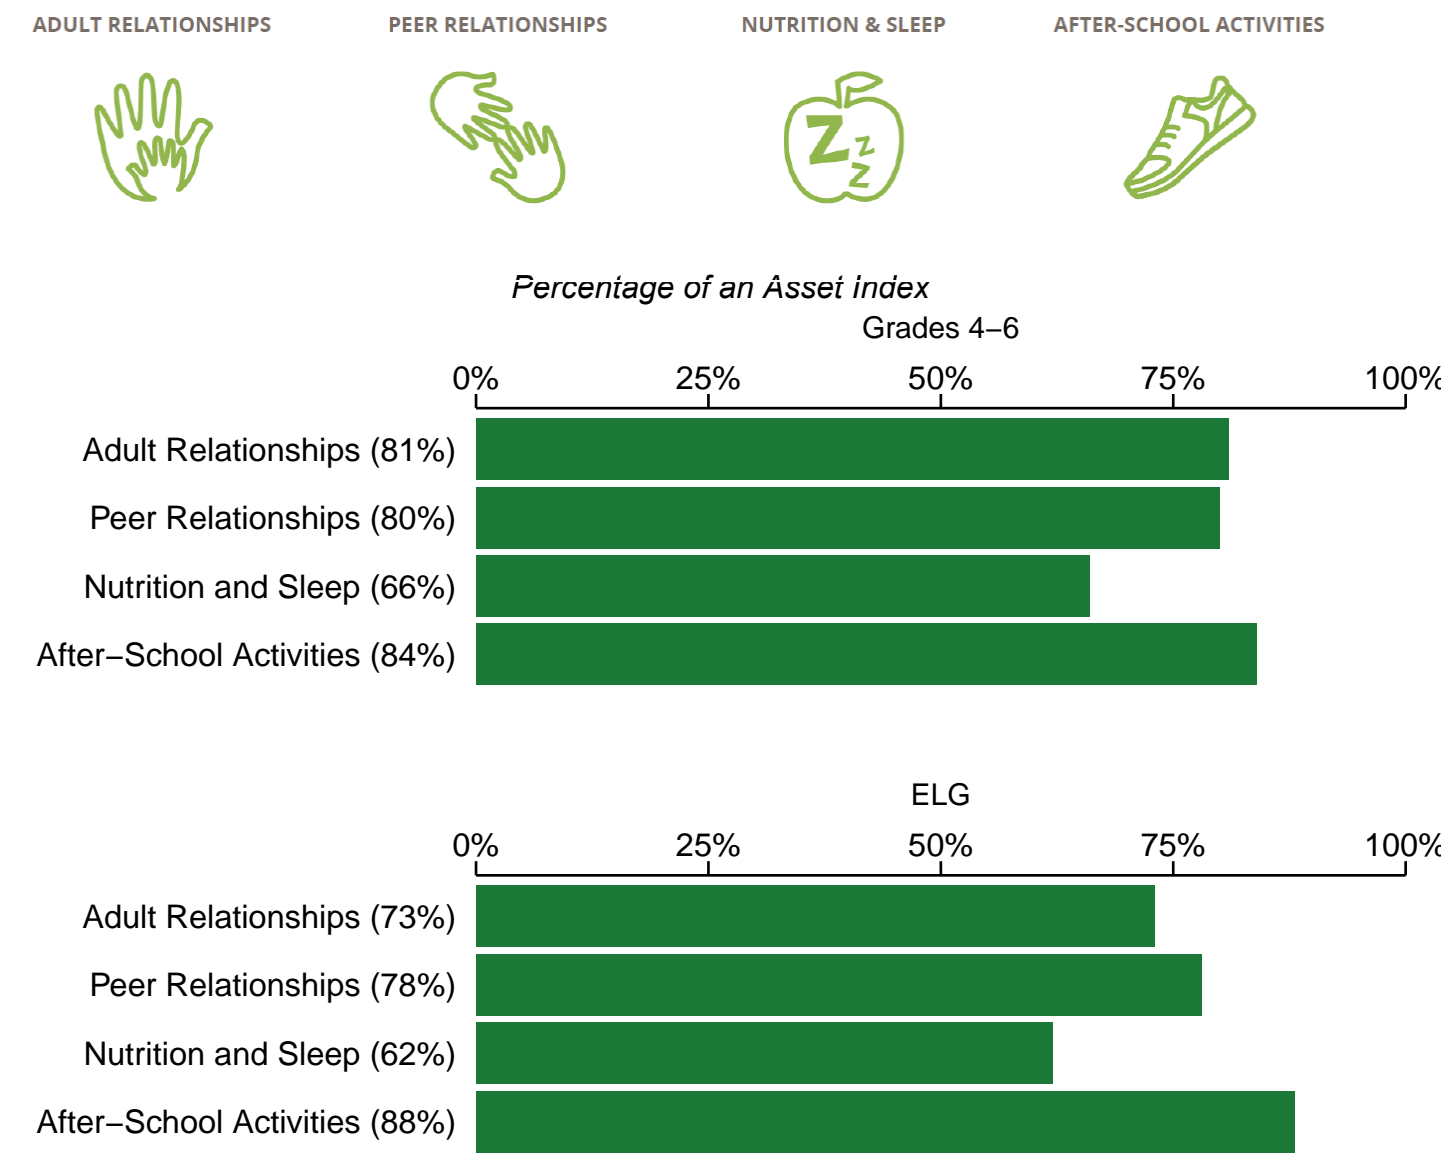 ADULT RELATIONSHIPS PEER RELATIONSHIPS NUTRITION & SLEEP AFTER-SCHOOL ACTIVITIES
Z z z
Percentage of an Asset Index
Grades 4–6
0% 25% 50% 75% 100%
Adult Relationships (81%)
Peer Relationships (80%)
Nutrition and Sleep (66%)
After–School Activities (84%)
ELG
0% 25% 50% 75% 100%
Adult Relationships (73%)
Peer Relationships (78%)
Nutrition and Sleep (62%)
After–School Activities (88%)